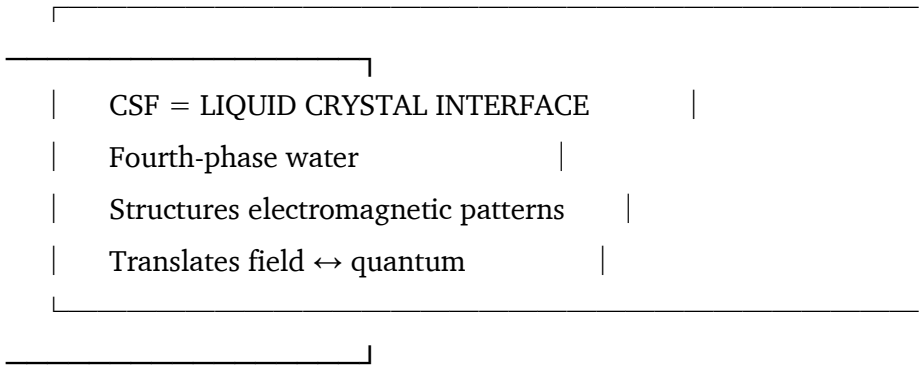 CSF = LIQUID CRYSTAL INTERFACE
Fourth-phase water
Structures electromagnetic patterns
Translates field ↔ quantum